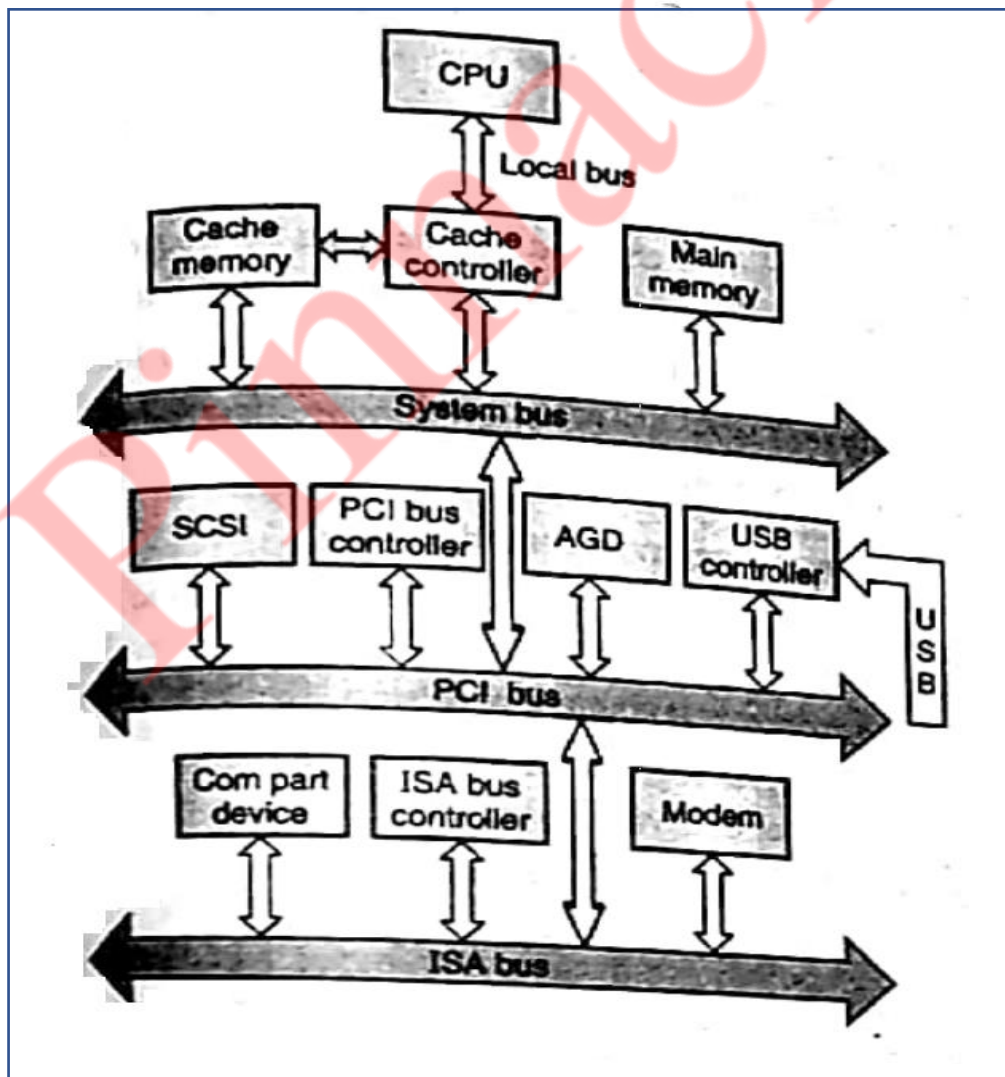 CPU
Local bus
Cache
memory
Cache
controller
Main
memory
System bus
SCSI
PCI bus
controller
AGD
USB
controller
USB
PCI bus
Com part
device
ISA bus
controller
Modem
ISA bus